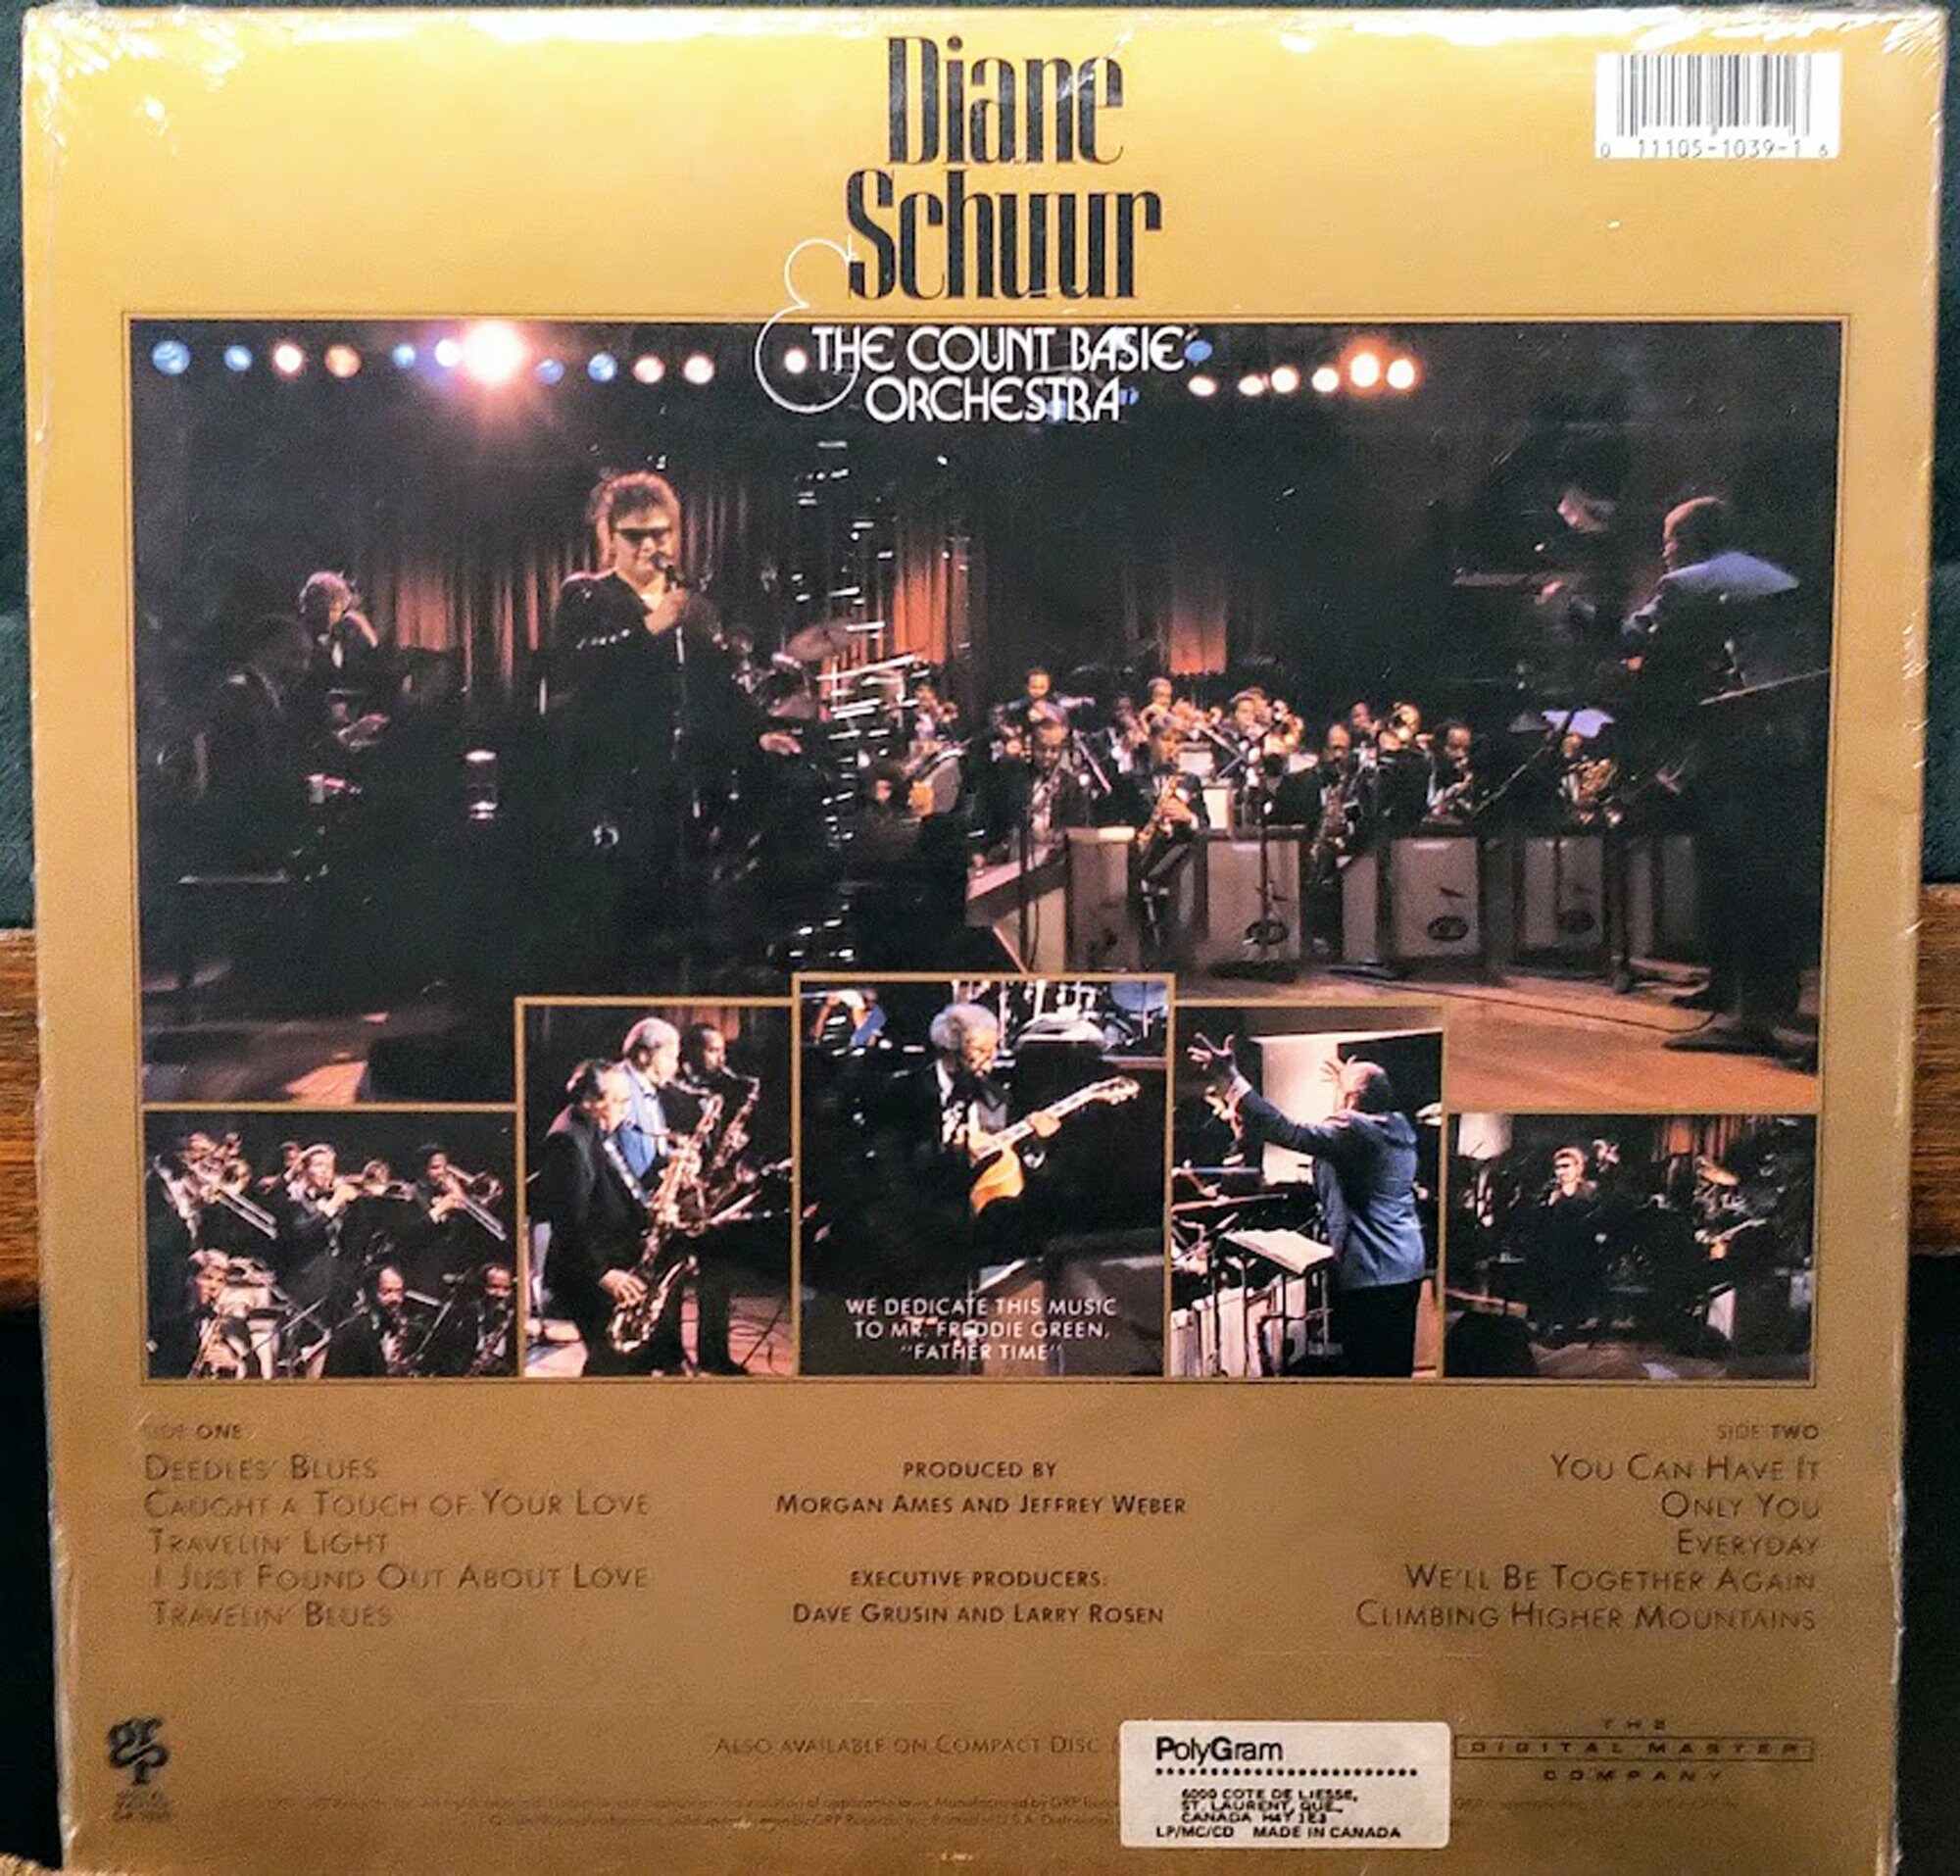 Diane
Schuur
& THE COUNT BASIE
ORCHESTRA
0 11105-1039-1 6
WE DEDICATE THIS MUSIC
TO MR. FREDDIE GREEN,
"FATHER TIME"
SIDE ONE
DEEDLES' BLUES
CAUGHT A TOUCH OF YOUR LOVE
TRAVELIN' LIGHT
I JUST FOUND OUT ABOUT LOVE
TRAVELIN' BLUES
PRODUCED BY
MORGAN AMES AND JEFFREY WEBER
EXECUTIVE PRODUCERS:
DAVE GRUSIN AND LARRY ROSEN
SIDE TWO
YOU CAN HAVE IT
ONLY YOU
EVERYDAY
WE'LL BE TOGETHER AGAIN
CLIMBING HIGHER MOUNTAINS
GRP
ALSO AVAILABLE ON COMPACT DISC
PolyGram
6000 COTE DE LIESSE,
ST. LAURENT, QUE.,
CANADA H4Y 1E3
LP/MC/CD MADE IN CANADA
THE
DIGITAL MASTER
COMPANY